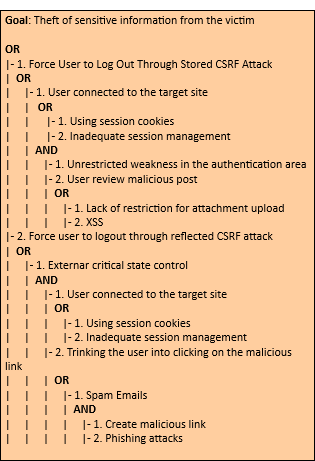 Goal: Theft of sensitive information from the victim
OR
|- 1. Force User to Log Out Through Stored CSRF Attack
| OR
| |- 1. User connected to the target site
| | OR
| | |- 1. Using session cookies
| | |- 2. Inadequate session management
| | AND
| | |- 1. Unrestricted weakness in the authentication area
| | |- 2. User review malicious post
| | | OR
| | | |- 1. Lack of restriction for attachment upload
| | | |- 2. XSS
|- 2. Force user to logout through reflected CSRF attack
| OR
| |- 1. Externar critical state control
| | AND
| | |- 1. User connected to the target site
| | | OR
| | | |- 1. Using session cookies
| | | |- 2. Inadequate session management
| | |- 2. Trinking the user into clicking on the malicious
link
| | | OR
| | | |- 1. Spam Emails
| | | | AND
| | | | |- 1. Create malicious link
| | | | |- 2. Phishing attacks